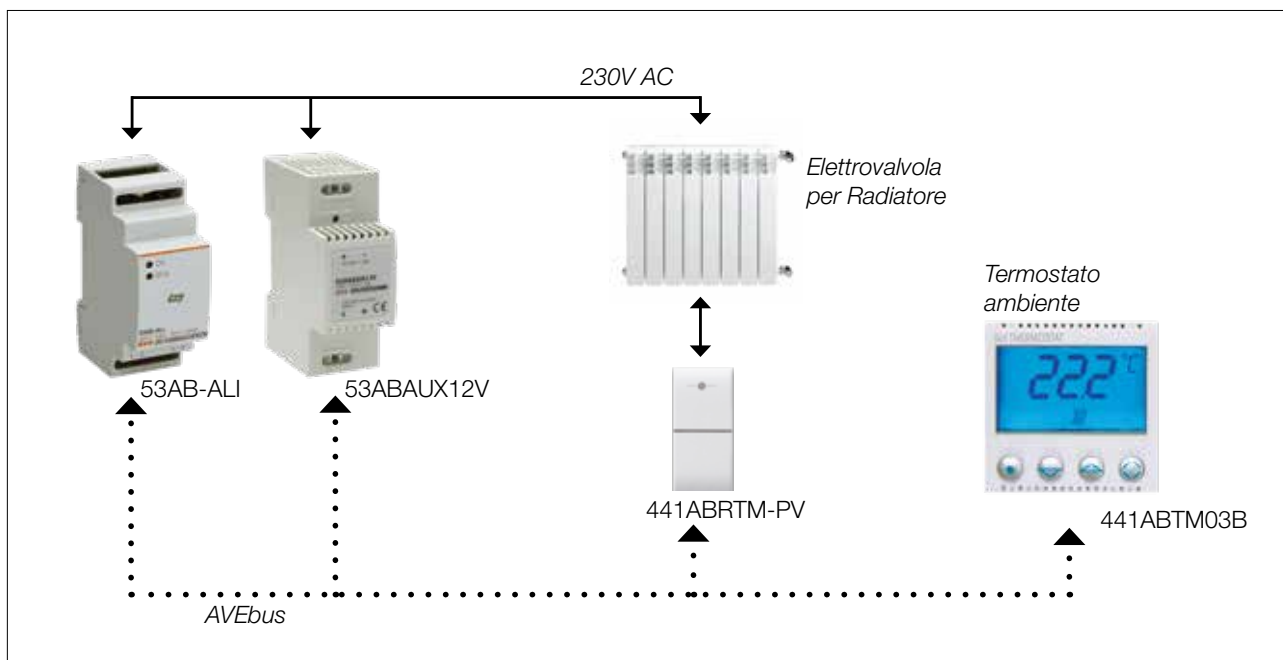 230V AC
Elettrovalvola
per Radiatore
Termostato
ambiente
22.2 °C
53AB-ALI
53ABAUX12V
441ABRTM-PV
441ABTM03B
AVEbus